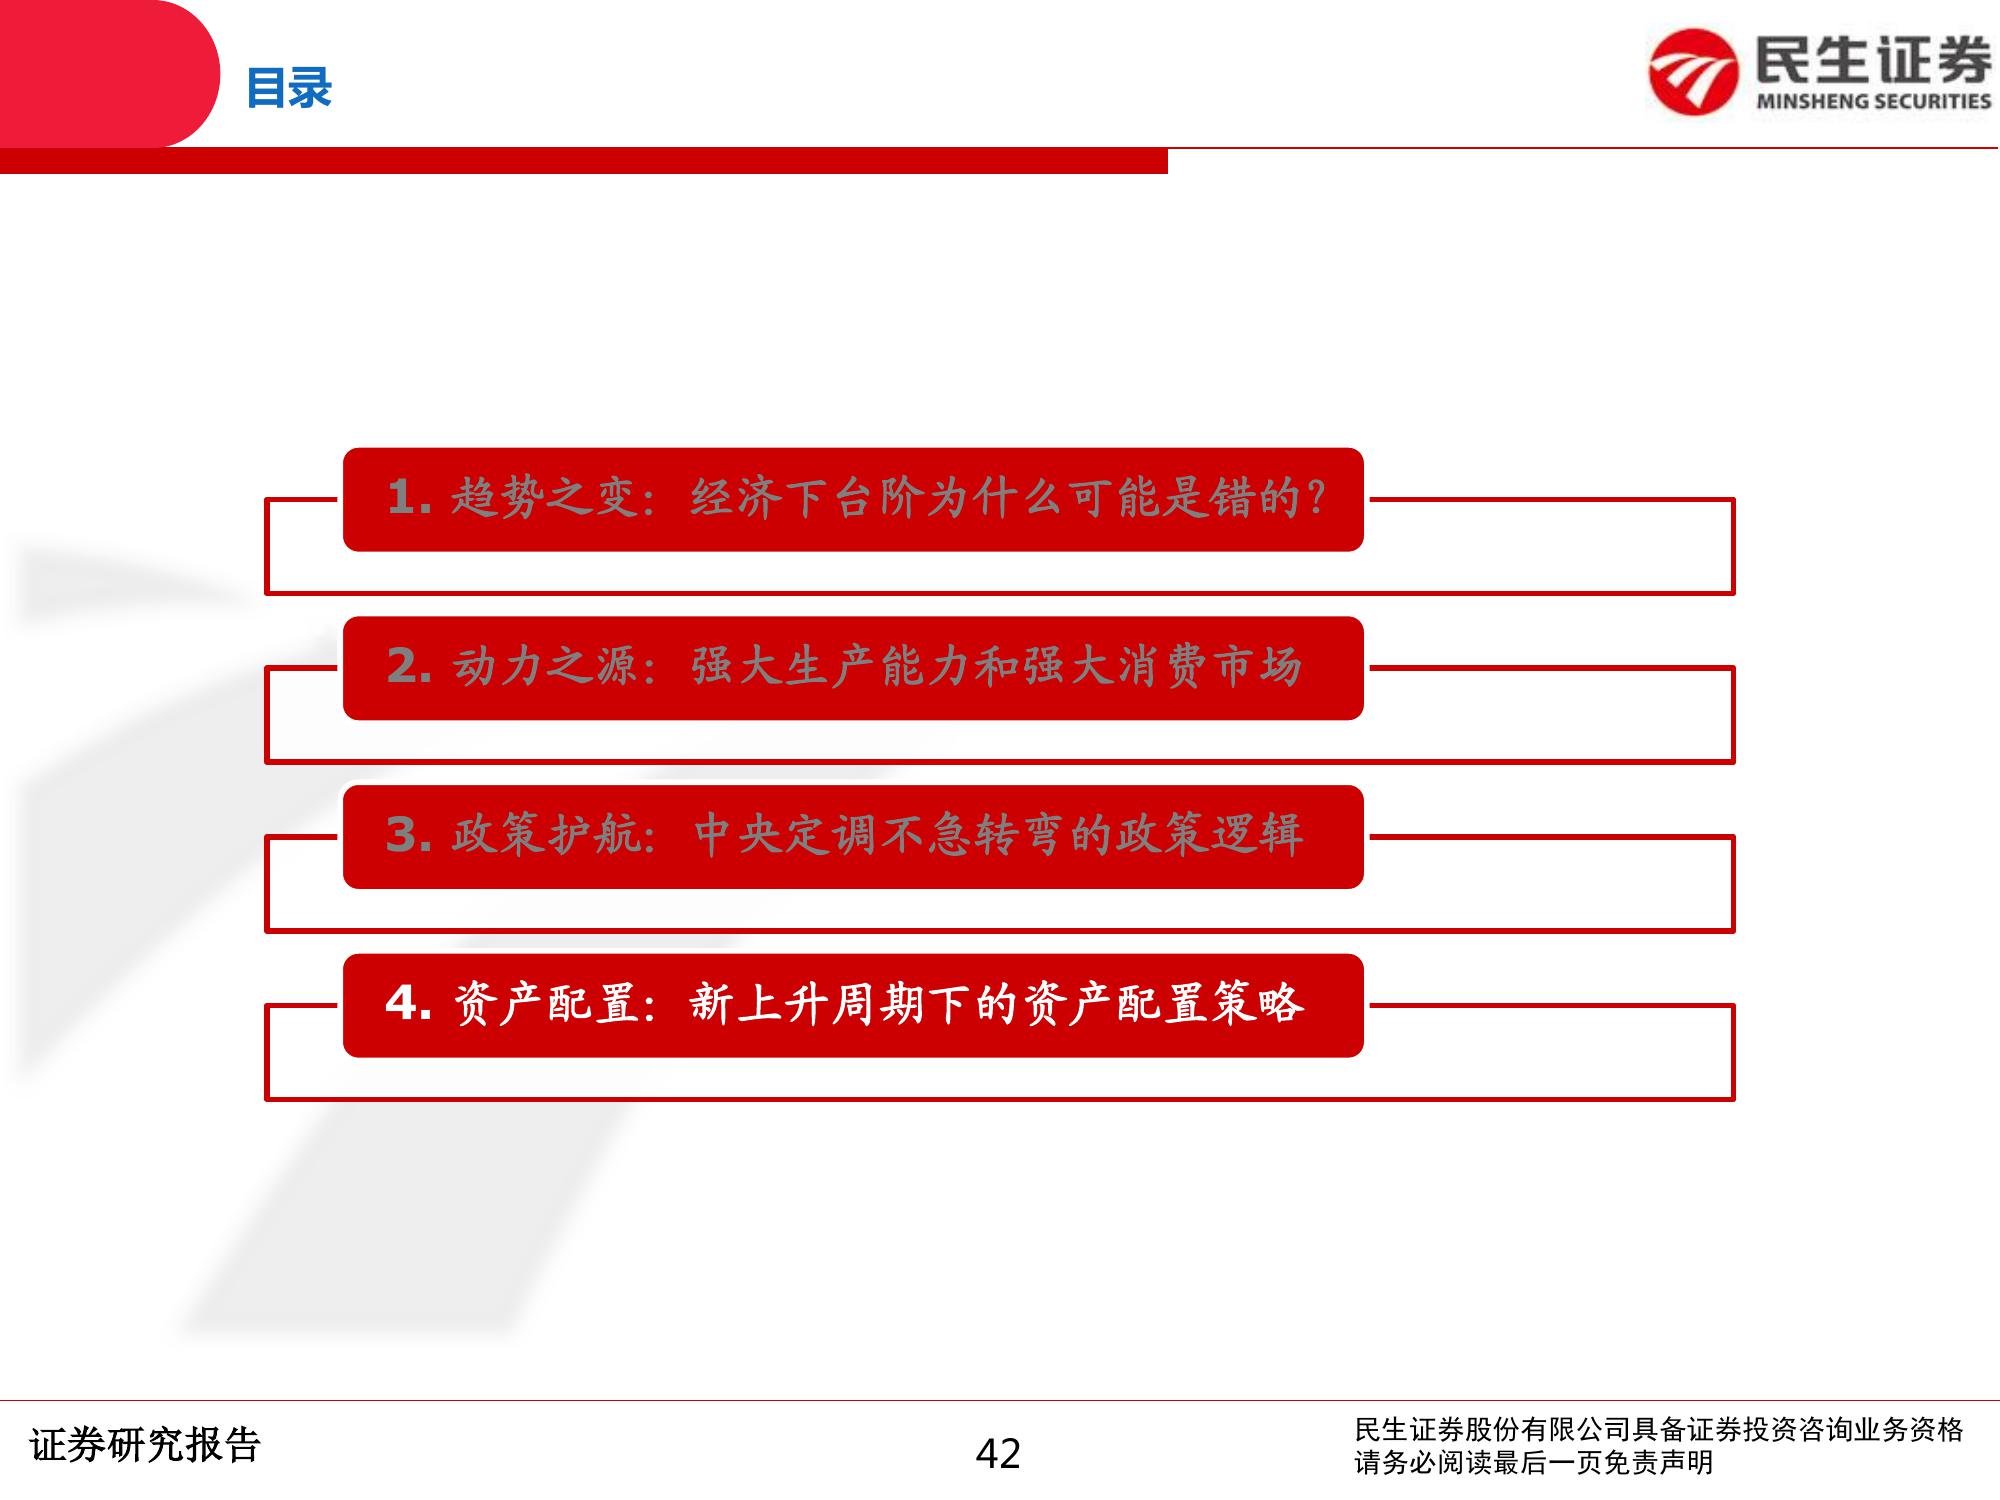 目录
民生证券
MINSHENG SECURITIES
1. 趋势之变：经济下台阶为什么可能是错的？
2. 动力之源：强大生产能力和强大消费市场
3. 政策护航：中央定调不急转弯的政策逻辑
4. 资产配置：新上升周期下的资产配置策略
证券研究报告
42
民生证券股份有限公司具备证券投资咨询业务资格
请务必阅读最后一页免责声明